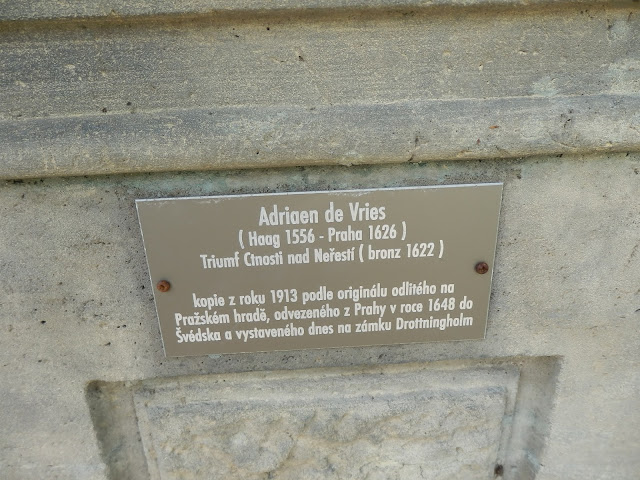 Adriaen de Vries
( Haag 1556 - Praha 1626 )
Triumf Ctnosti nad Neřestí ( bronz 1622 )
kopie z roku 1913 podle originálu odlitého na
Pražském hradě, odvezeného z Prahy v roce 1648 do
Švédska a vystaveného dnes na zámku Drottningholm